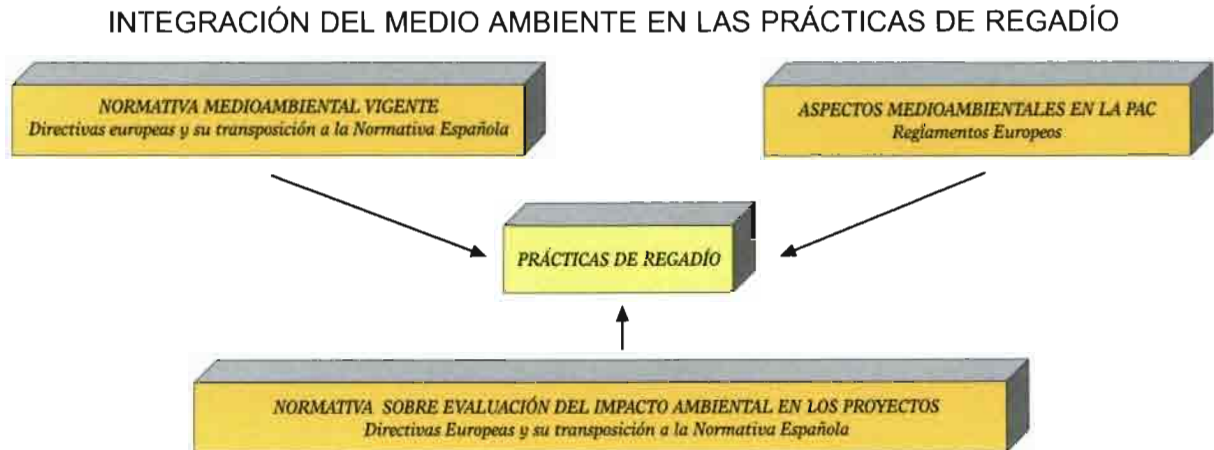 INTEGRACIÓN DEL MEDIO AMBIENTE EN LAS PRÁCTICAS DE REGADÍO
NORMATIVA MEDIOAMBIENTAL VIGENTE
Directivas europeas y su transposición a la Normativa Española
ASPECTOS MEDIOAMBIENTALES EN LA PAC
Reglamentos Europeos
PRÁCTICAS DE REGADÍO
NORMATIVA SOBRE EVALUACIÓN DEL IMPACTO AMBIENTAL EN LOS PROYECTOS
Directivas Europeas y su transposición a la Normativa Española